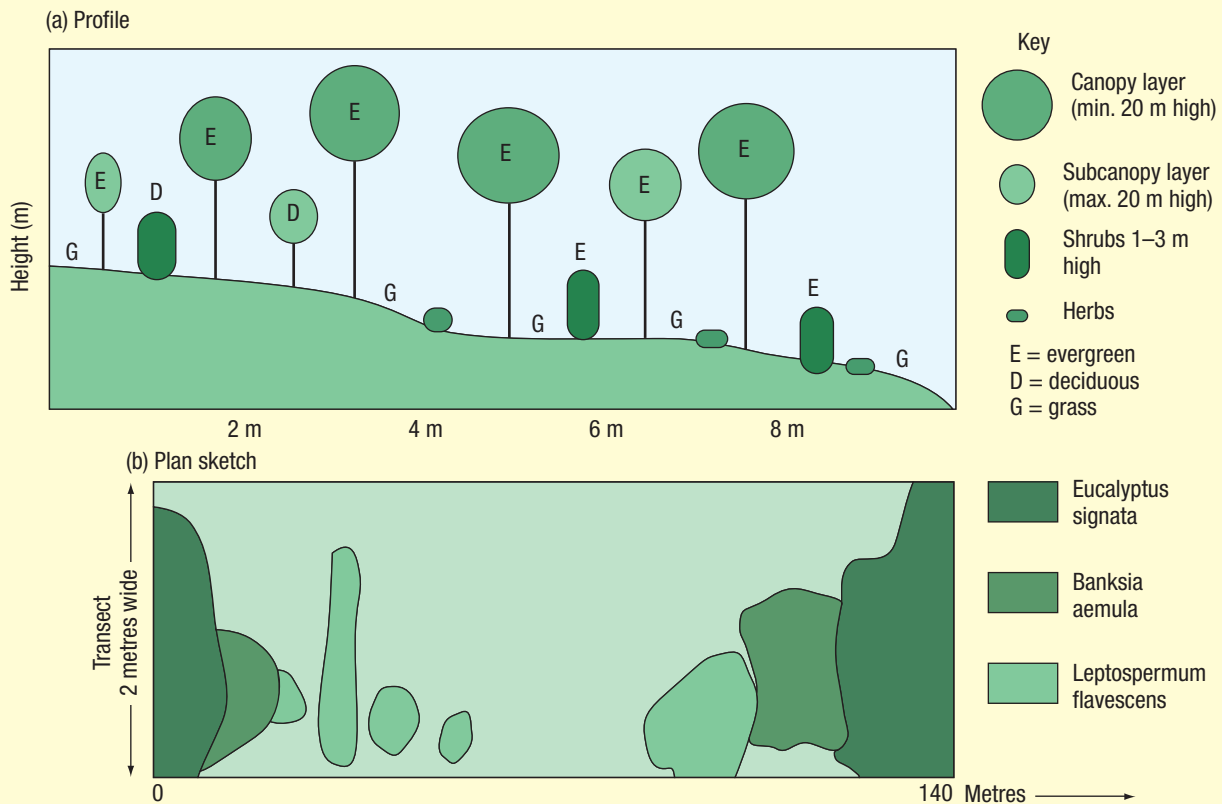 (a) Profile
Height (m)
E
D
E
D
E
E
E
E
E
E
G
G
G
G
G
2 m
4 m
6 m
8 m
Key
Canopy layer
(min. 20 m high)
Subcanopy layer
(max. 20 m high)
Shrubs 1–3 m
high
Herbs
E = evergreen
D = deciduous
G = grass
(b) Plan sketch
Transect
2 metres wide
0
140
Metres
Eucalyptus
signata
Banksia
aemula
Leptospermum
flavescens